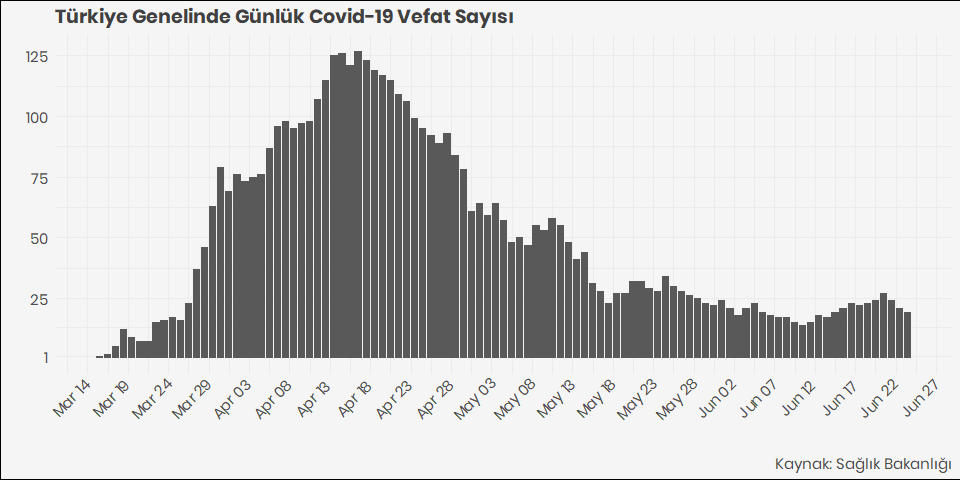 Türkiye Genelinde Günlük Covid-19 Vefat Sayısı
125
100
75
50
25
1
Mar 14
Mar 19
Mar 24
Mar 29
Apr 03
Apr 08
Apr 13
Apr 18
Apr 23
Apr 28
May 03
May 08
May 13
May 18
May 23
May 28
Jun 02
Jun 07
Jun 12
Jun 17
Jun 22
Jun 27
Kaynak: Sağlık Bakanlığı